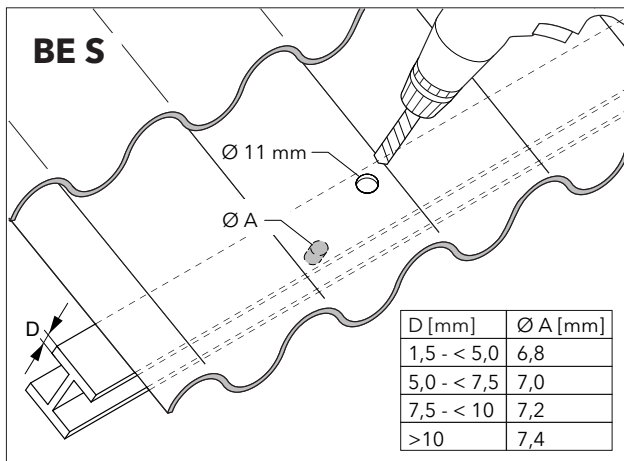 BE S
Ø 11 mm
Ø A
D
D [mm] Ø A [mm]
1,5 - < 5,0 6,8
5,0 - < 7,5 7,0
7,5 - < 10 7,2
>10 7,4